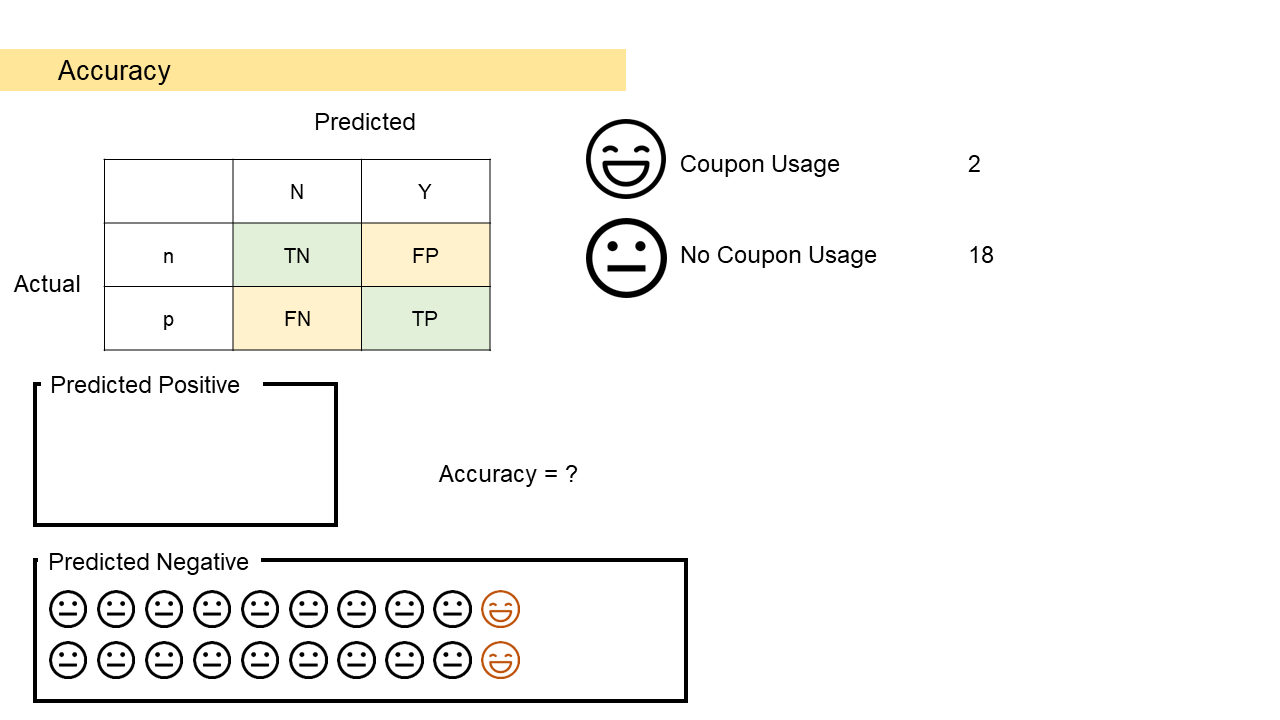 Accuracy
Predicted
N Y
n TN FP
Actual
p FN TP
Coupon Usage 2
No Coupon Usage 18
Predicted Positive
Accuracy = ?
Predicted Negative